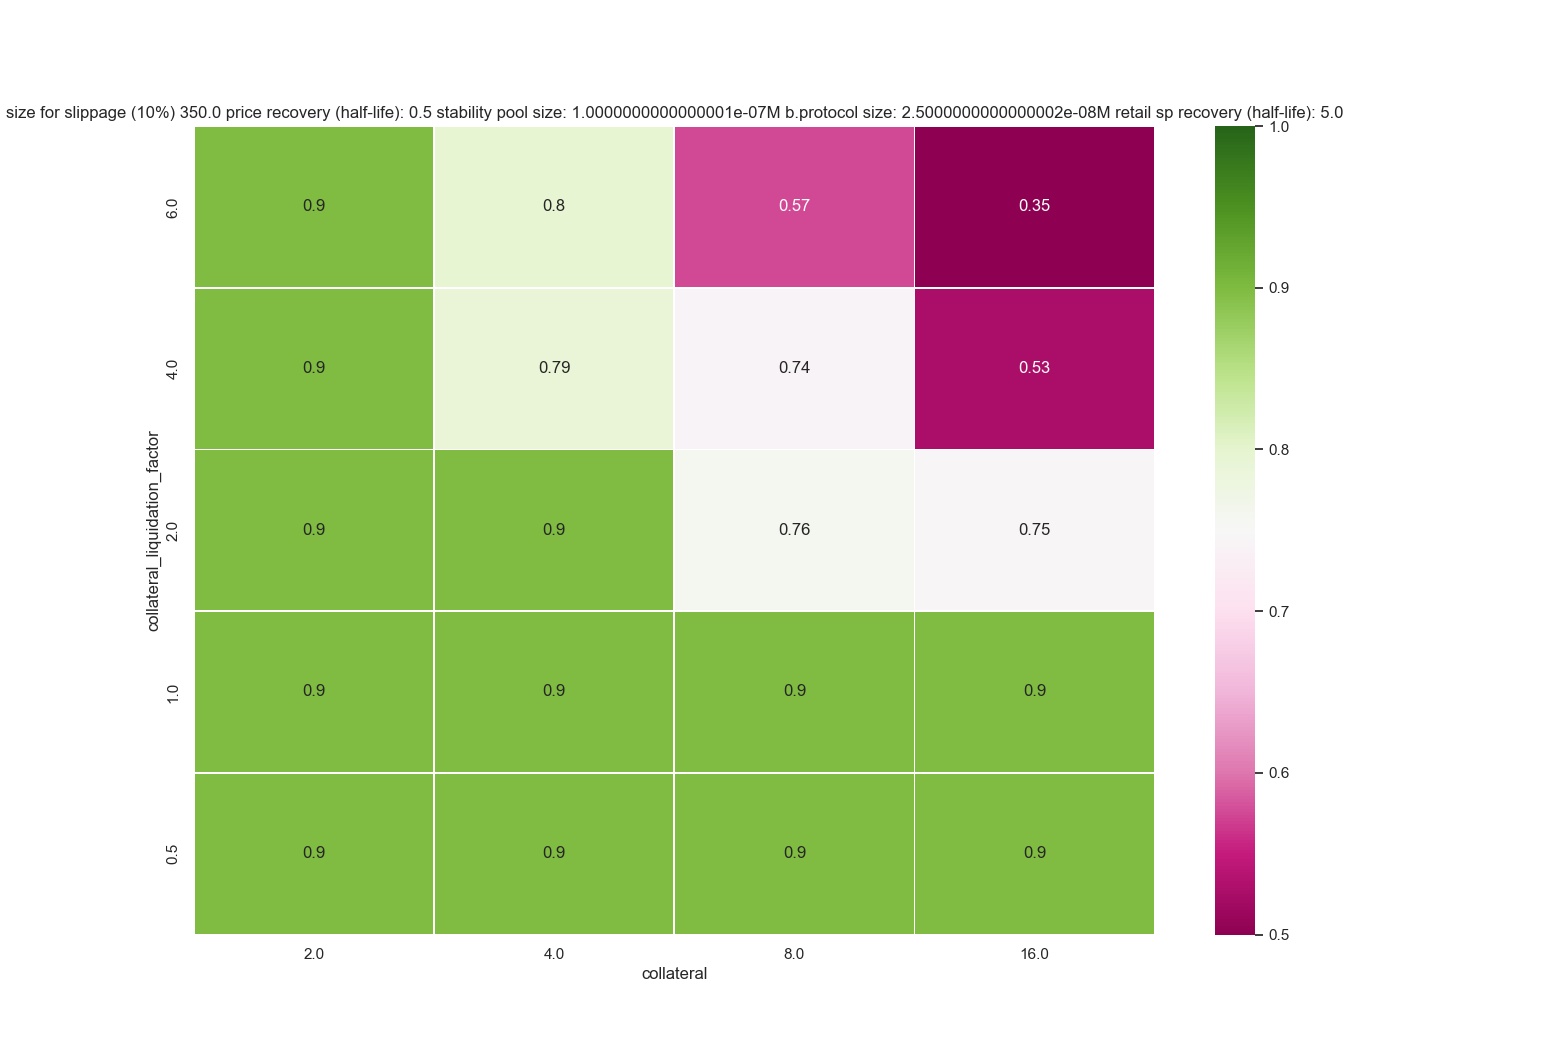 size for slippage (10%) 350.0 price recovery (half-life): 0.5 stability pool size: 1.0000000000000001e-07M b.protocol size: 2.5000000000000002e-08M retail sp recovery (half-life): 5.0
1.0
6.0 0.9 0.8 0.57 0.35
0.9
4.0 0.9 0.79 0.74 0.53
0.8
collateral_liquidation_factor
2.0 0.9 0.9 0.76 0.75
0.7
1.0 0.9 0.9 0.9 0.9
0.6
0.5 0.9 0.9 0.9 0.9
0.5
2.0 4.0 8.0 16.0
collateral